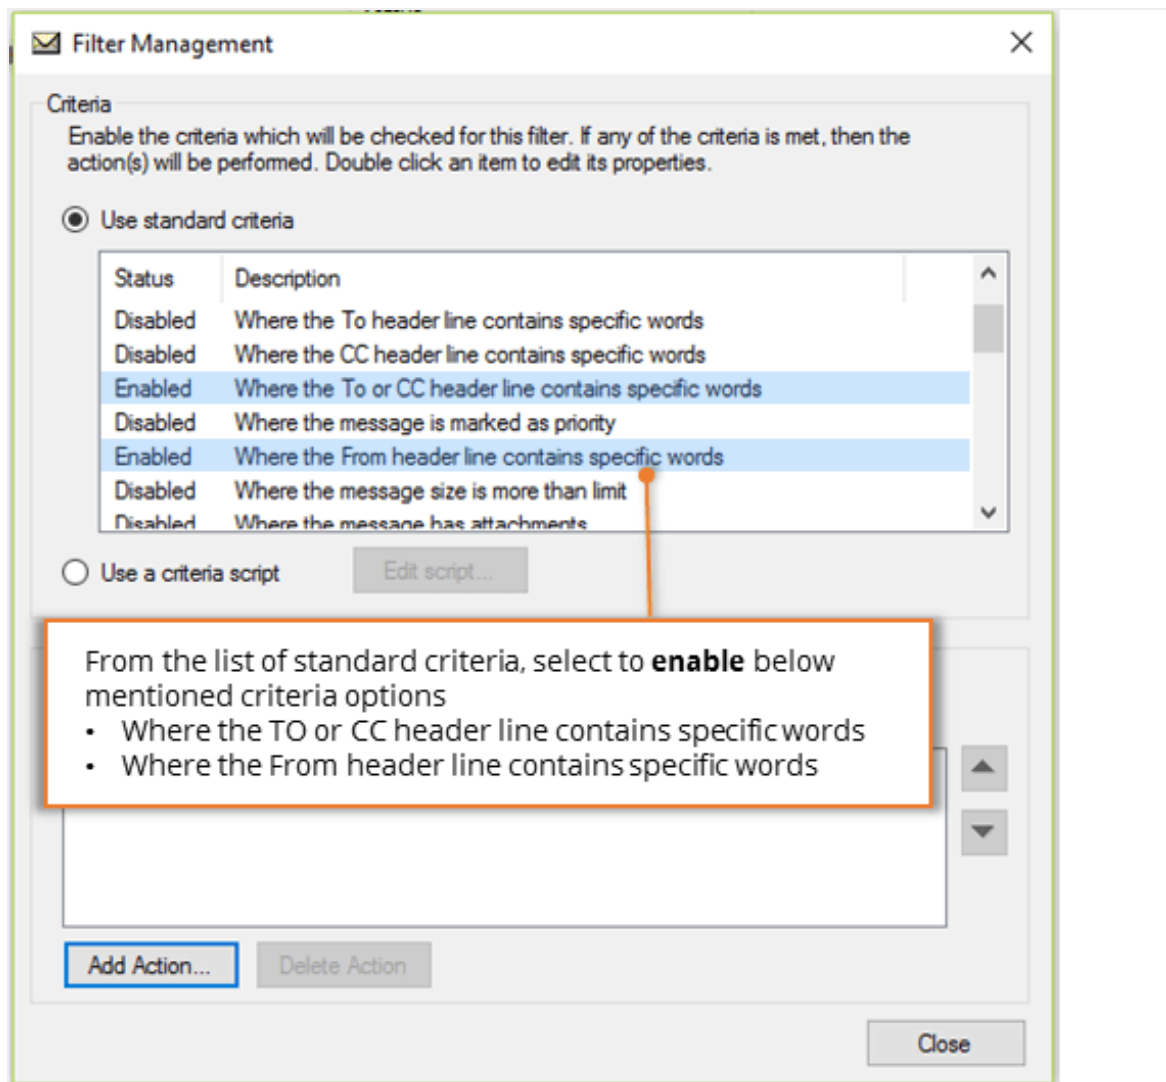 Filter Management
Criteria
Enable the criteria which will be checked for this filter. If any of the criteria is met, then the
action(s) will be performed. Double click an item to edit its properties.
Use standard criteria
Status Description
Disabled Where the To header line contains specific words
Disabled Where the CC header line contains specific words
Enabled Where the To or CC header line contains specific words
Disabled Where the message is marked as priority
Enabled Where the From header line contains specific words
Disabled Where the message size is more than limit
Disabled Where the message has attachments
Use a criteria script Edit script...
From the list of standard criteria, select to enable below
mentioned criteria options
• Where the TO or CC header line contains specific words
• Where the From header line contains specific words
Add Action... Delete Action
Close